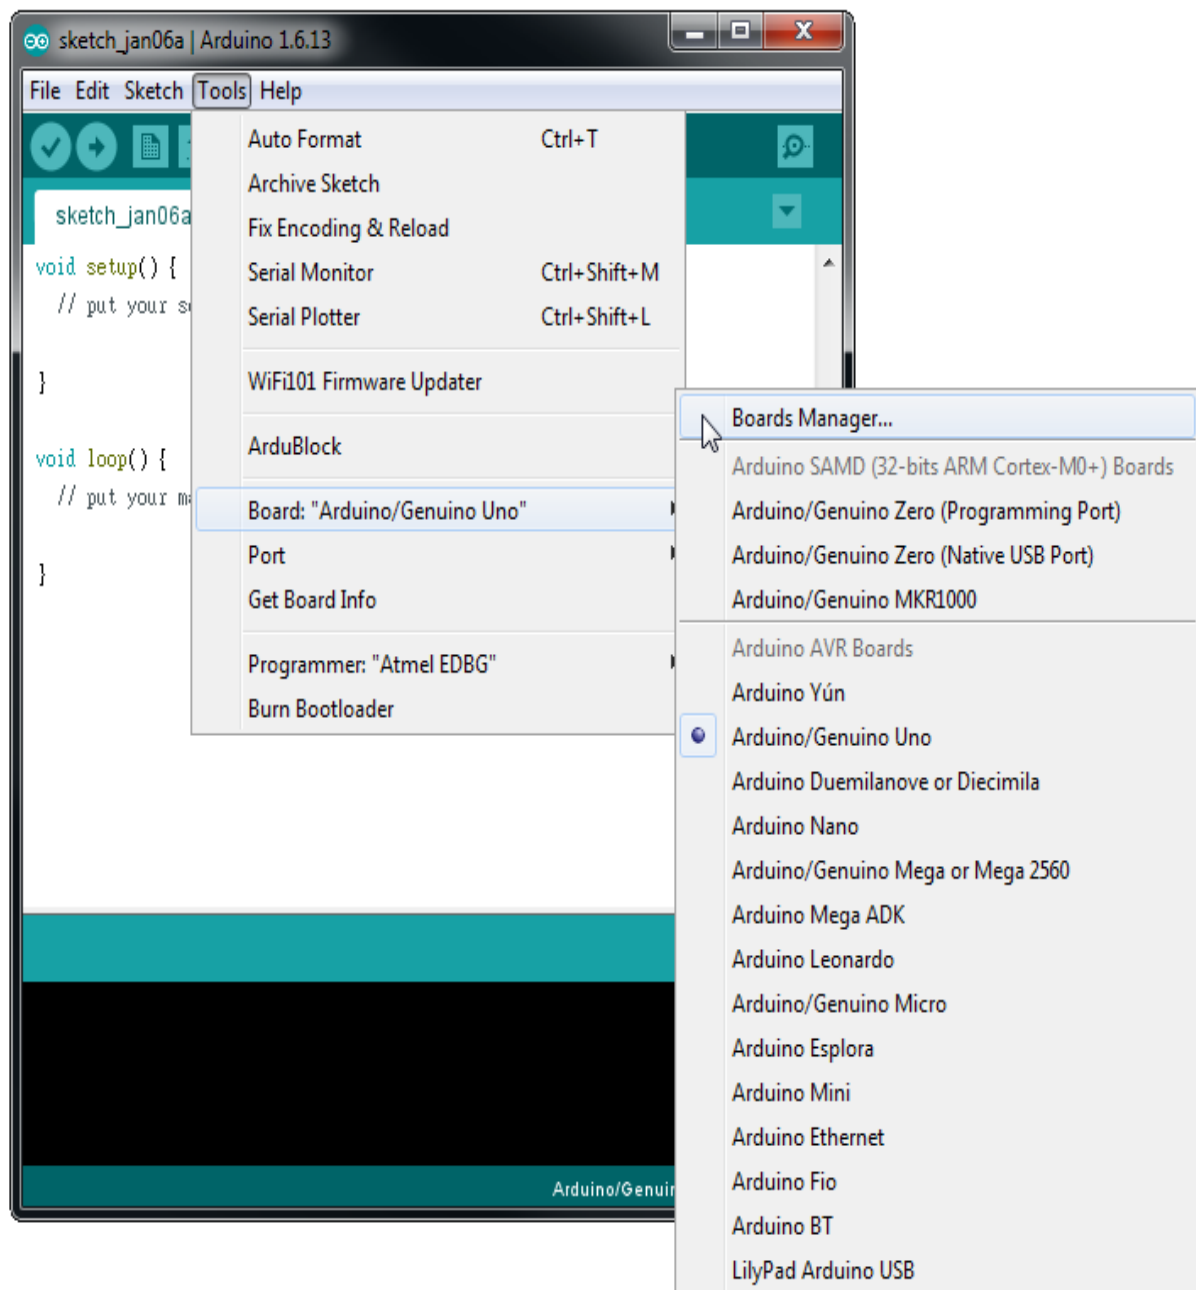 sketch_jan06a | Arduino 1.6.13
File Edit Sketch Tools Help
Auto Format Ctrl+T
Archive Sketch
Fix Encoding & Reload
Serial Monitor Ctrl+Shift+M
Serial Plotter Ctrl+Shift+L
WiFi101 Firmware Updater
ArduBlock
Board: "Arduino/Genuino Uno"
Port
Get Board Info
Programmer: "Atmel EDBG"
Burn Bootloader
sketch_jan06a
void setup() {
// put your
}
void loop() {
// put your
}
Boards Manager...
Arduino SAMD (32-bits ARM Cortex-M0+) Boards
Arduino/Genuino Zero (Programming Port)
Arduino/Genuino Zero (Native USB Port)
Arduino/Genuino MKR1000
Arduino AVR Boards
Arduino Yún
Arduino/Genuino Uno
Arduino Duemilanove or Diecimila
Arduino Nano
Arduino/Genuino Mega or Mega 2560
Arduino Mega ADK
Arduino Leonardo
Arduino/Genuino Micro
Arduino Esplora
Arduino Mini
Arduino Ethernet
Arduino Fio
Arduino BT
LilyPad Arduino USB
Arduino/Genui